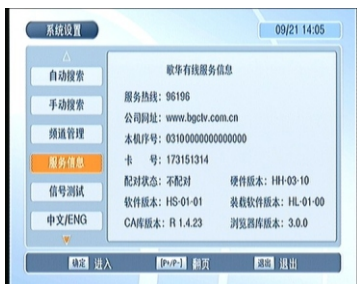 系统设置
09/21 14:05
自动搜索
手动搜索
频道管理
服务信息
信号测试
中文/ENG
歌华有线服务信息
服务热线：96196
公司网址：www.bgctv.com.cn
本机序号：03100000000000000
卡 号：173151314
配对状态：不配对 硬件版本：HH-03-10
软件版本：HS-01-01 装载软件版本：HL-01-00
CA库版本：R 1.4.23 浏览器库版本：3.0.0
确定 进入 [P+/P-] 翻页 退出 退出